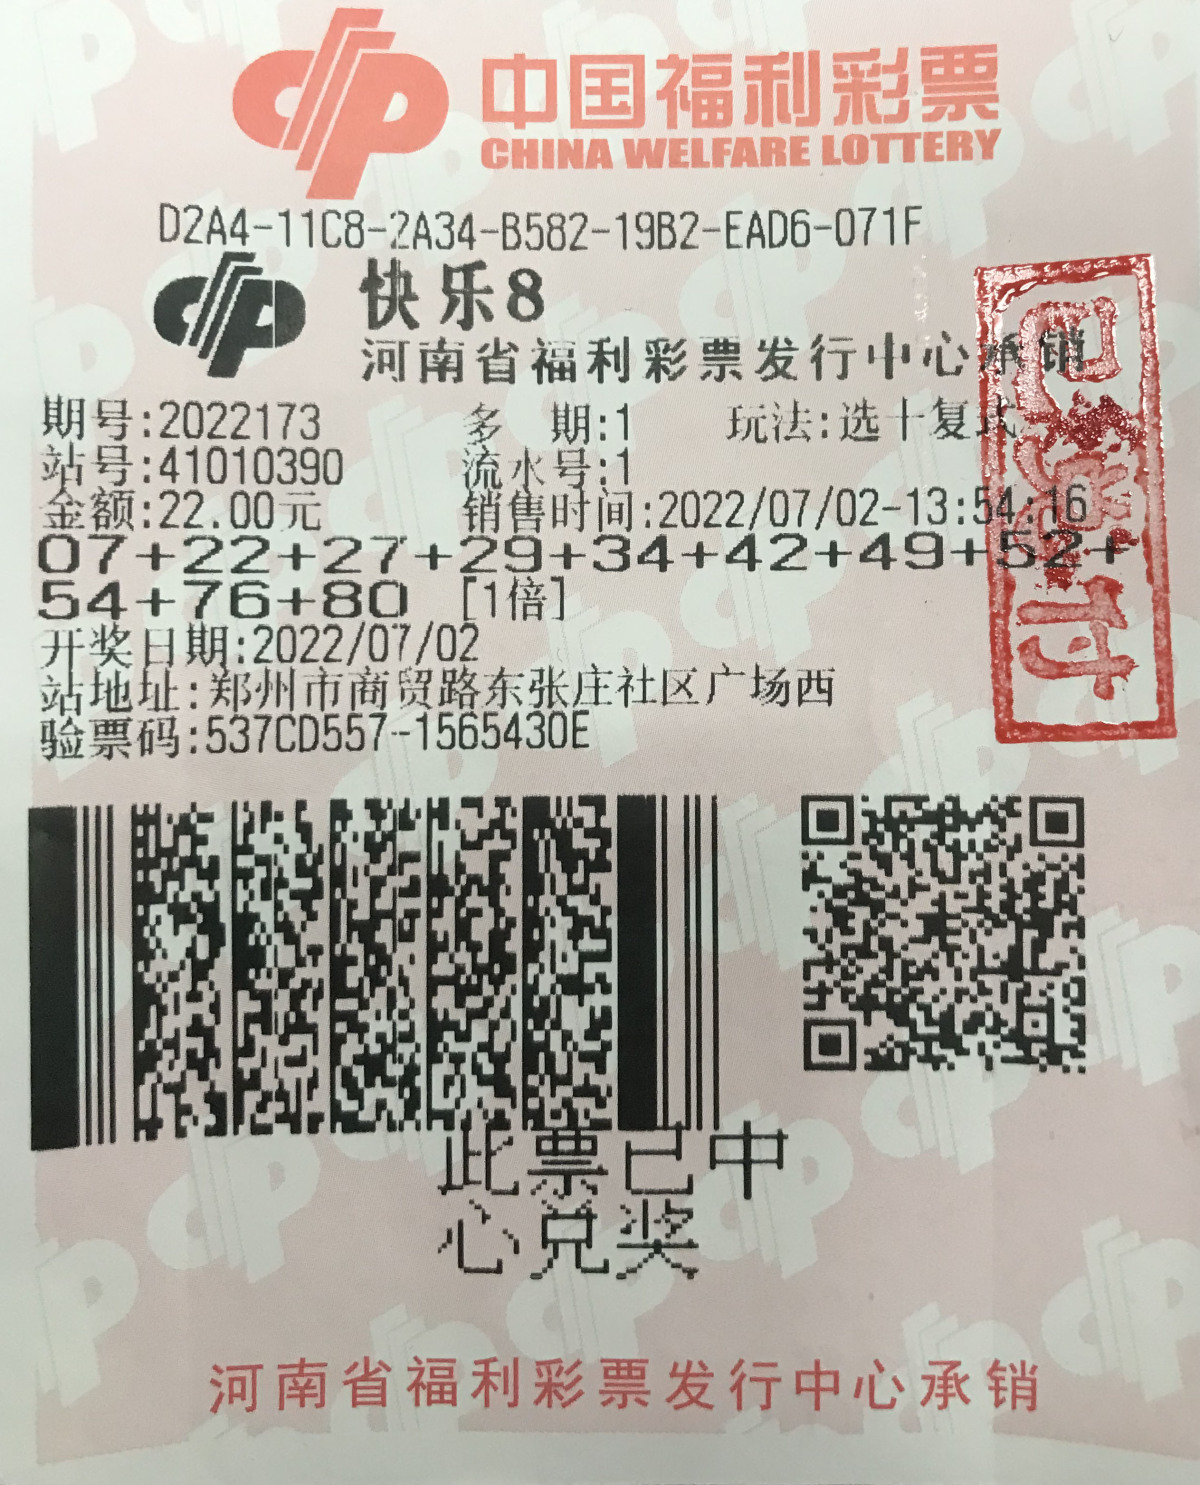 中国福利彩票
CHINA WELFARE LOTTERY
D2A4-11C8-2A34-B582-19B2-EAD6-071F
快乐8
河南省福利彩票发行中心承销
期号:2022173 多期:1 玩法:选十复式
站号:41010390 流水号:1
金额:22.00元 销售时间:2022/07/02-13:54:16
07+22+27+29+34+42+49+52+
54+76+80 [1倍]
开奖日期:2022/07/02
站地址:郑州市商贸路东张庄社区广场西
验票码:537CD557-1565430E
已兑付
此票已中
心兑奖
河南省福利彩票发行中心承销